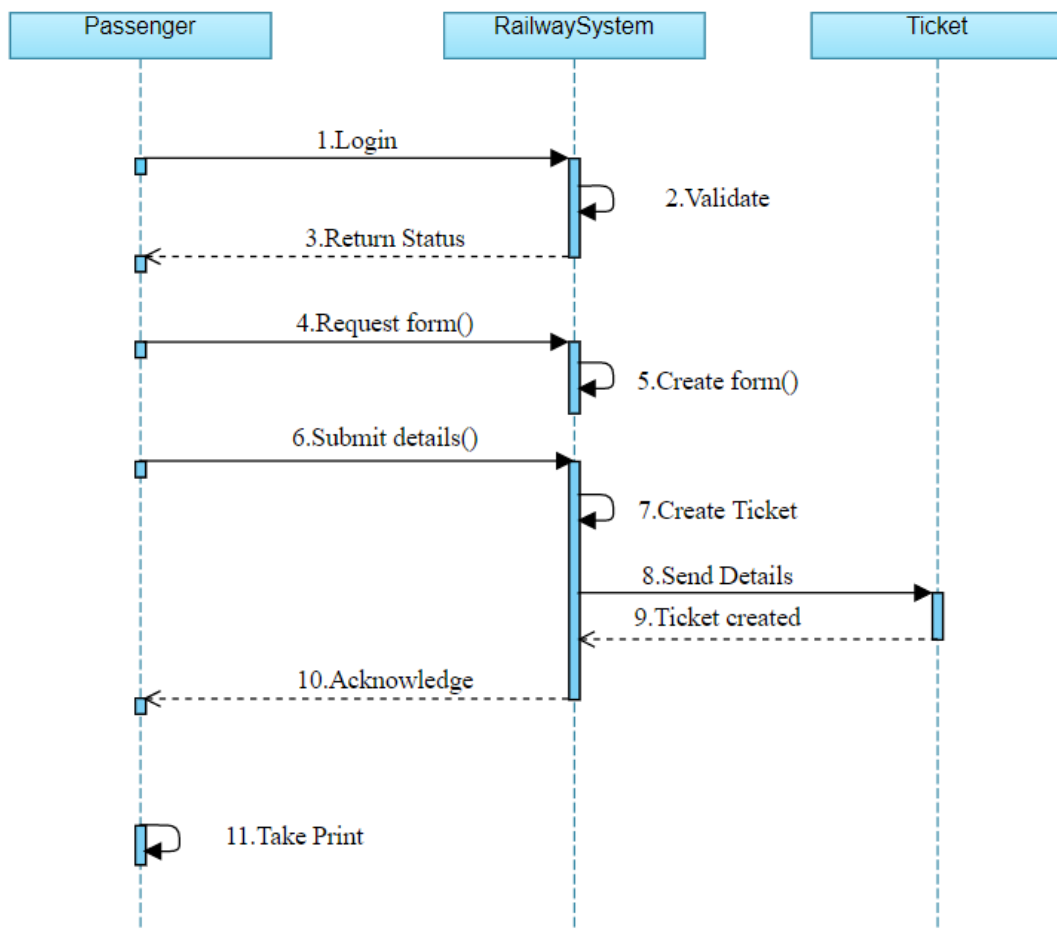 Passenger
RailwaySystem
Ticket
1.Login
2.Validate
3.Return Status
4.Request form()
5.Create form()
6.Submit details()
7.Create Ticket
8.Send Details
9.Ticket created
10.Acknowledge
11.Take Print